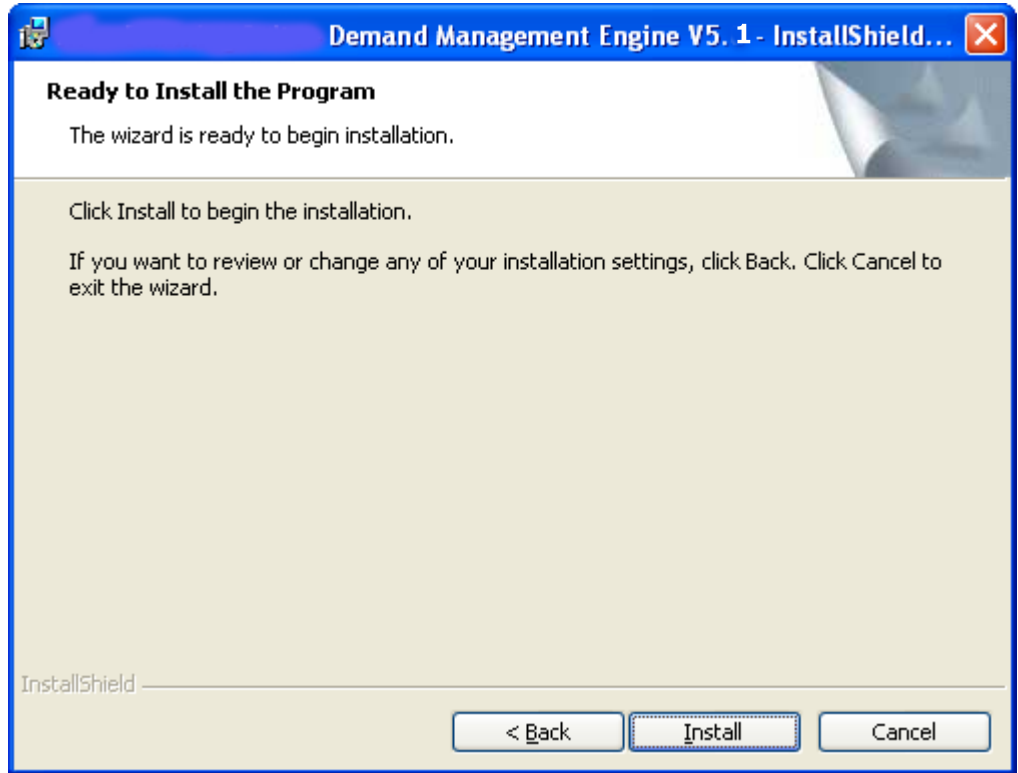 Demand Management Engine V5. 1 - InstallShield...
Ready to Install the Program
The wizard is ready to begin installation.
Click Install to begin the installation.
If you want to review or change any of your installation settings, click Back. Click Cancel to
exit the wizard.
InstallShield
< Back Install Cancel